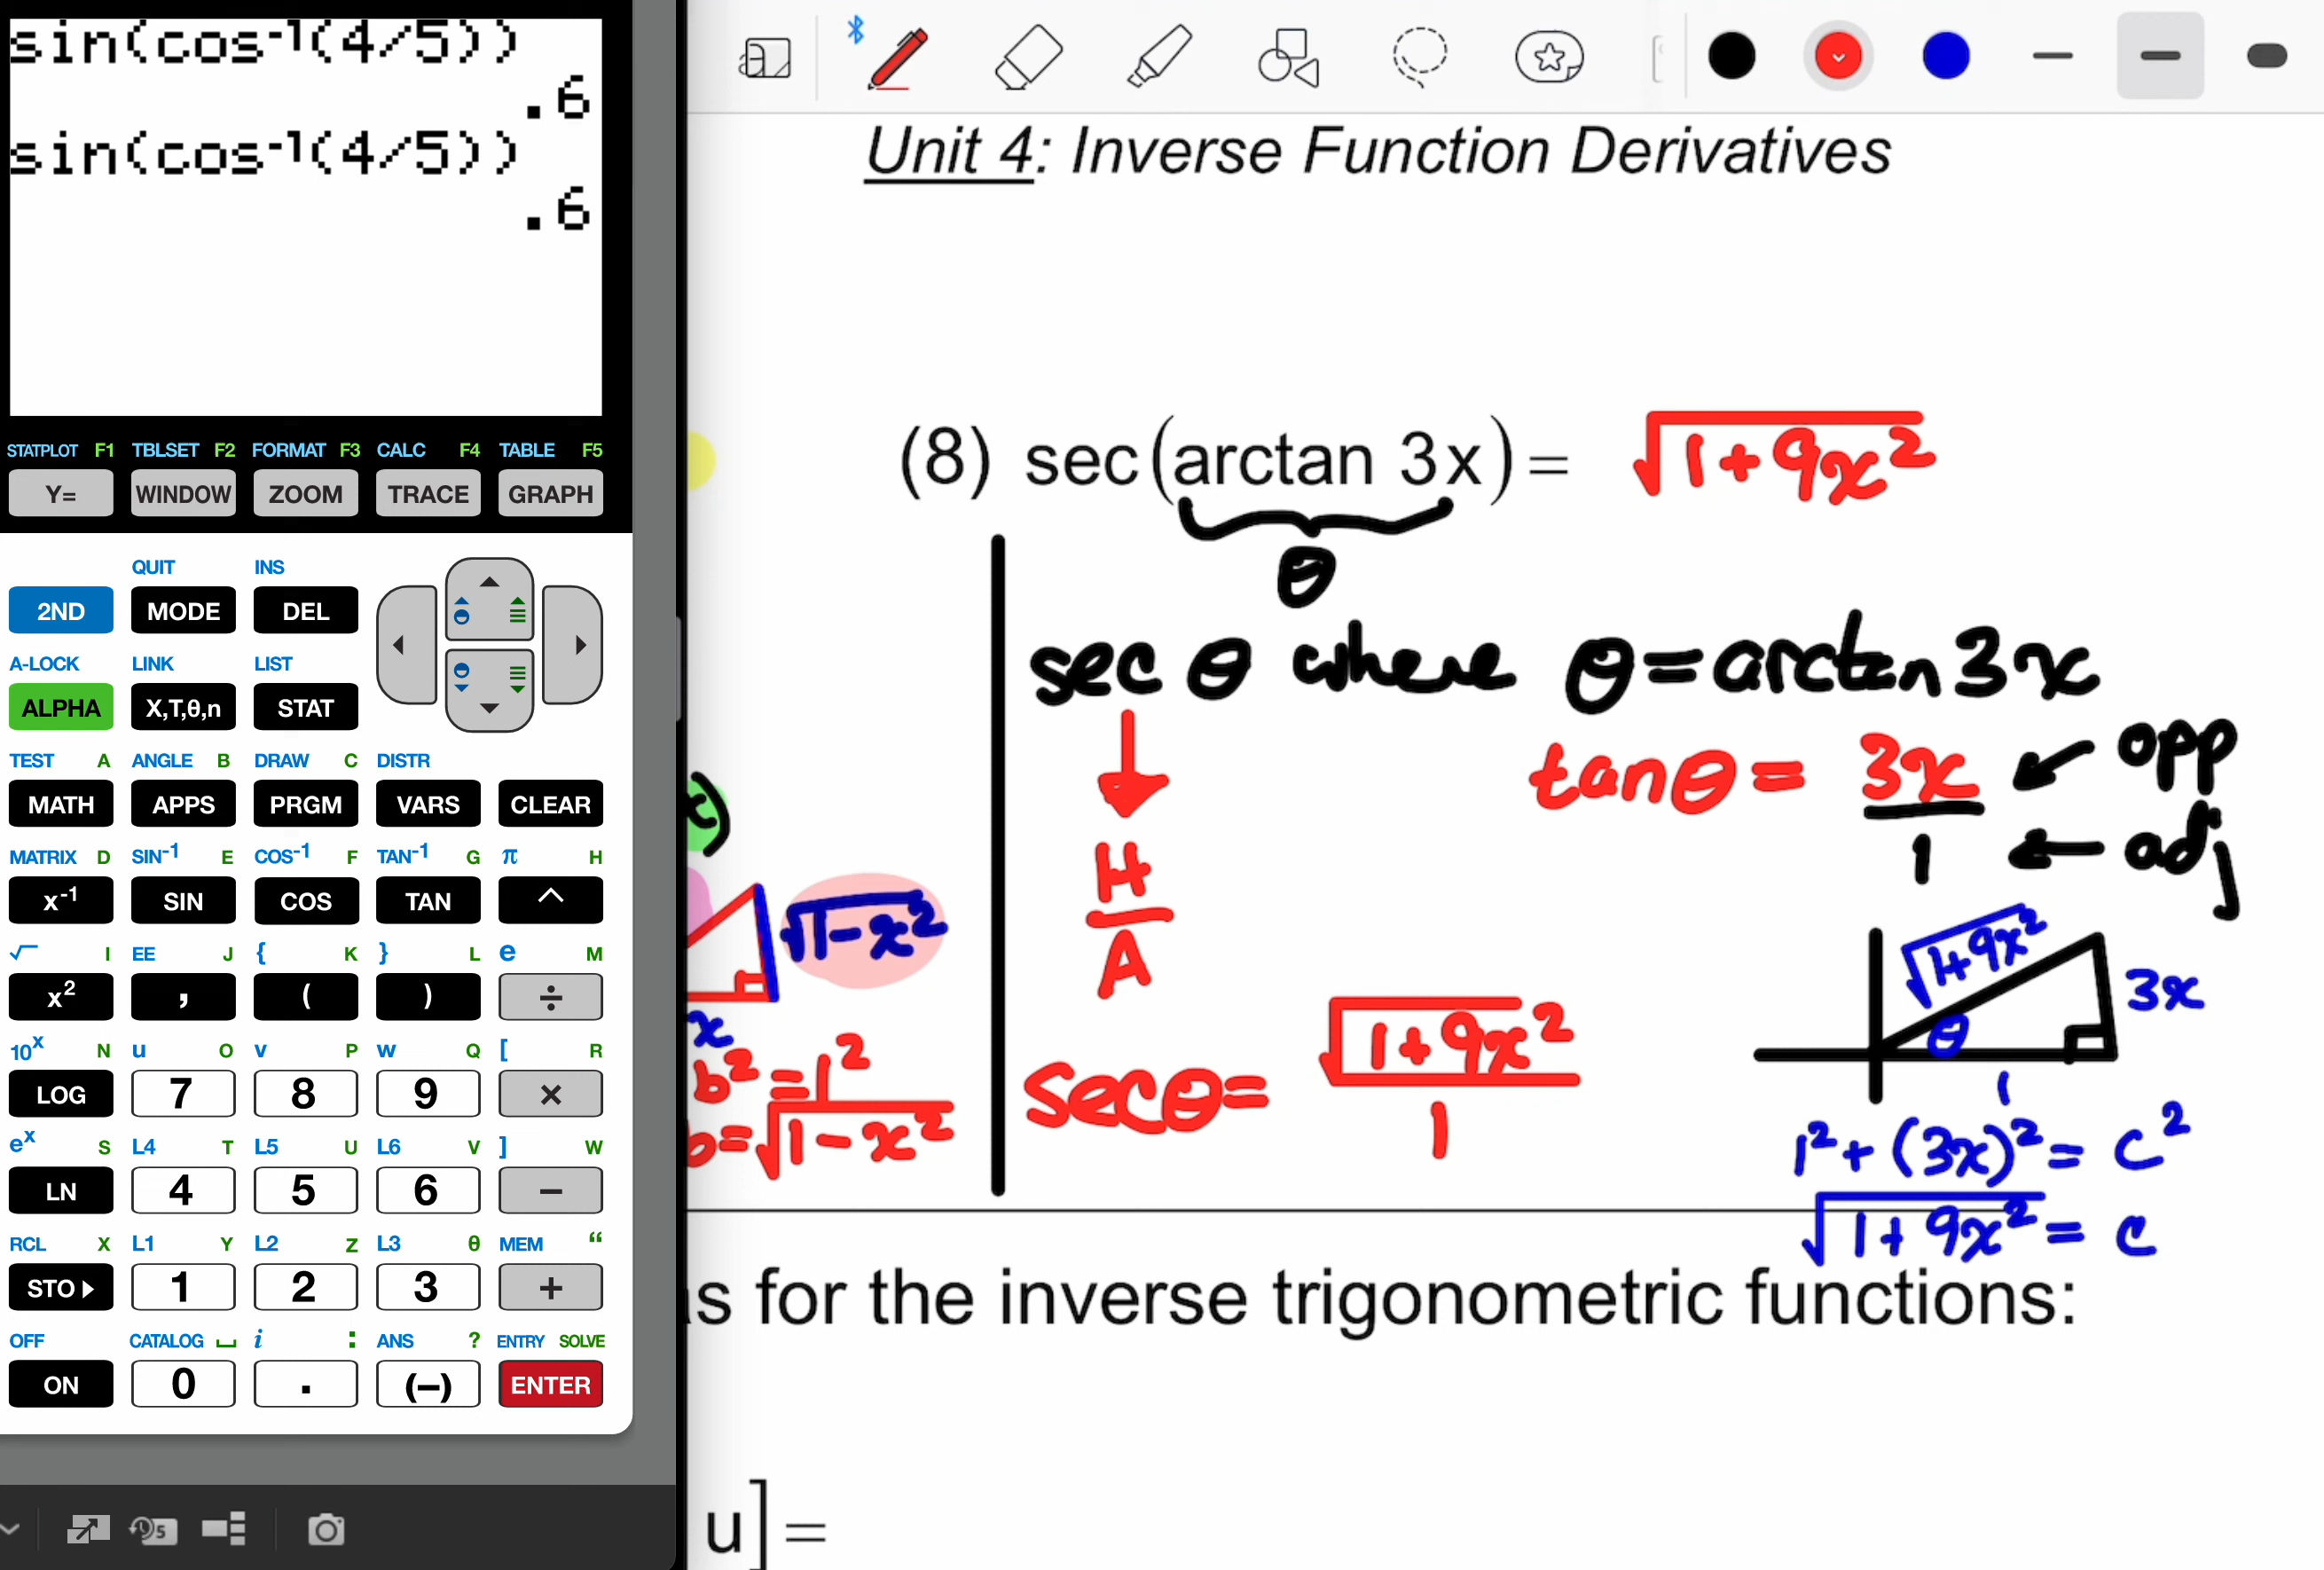 sin(cos⁻¹(4/5))
.6
sin(cos⁻¹(4/5))
.6
STATPLOT F1 TBLSET F2 FORMAT F3 CALC F4 TABLE F5
Y= WINDOW ZOOM TRACE GRAPH
QUIT INS
2ND MODE DEL
A-LOCK LINK LIST
ALPHA X,T,θ,n STAT
TEST A ANGLE B DRAW C DISTR
MATH APPS PRGM VARS CLEAR
MATRIX D SIN⁻¹ E COS⁻¹ F TAN⁻¹ G π H
x⁻¹ SIN COS TAN ^
√ I EE J { K } L e M
x² , ( ) ÷
10ˣ N u O v P w Q [ R
LOG 7 8 9 ×
eˣ S L4 T L5 U L6 V ] W
LN 4 5 6 −
RCL X L1 Y L2 Z L3 θ MEM “
STO▶ 1 2 3 +
OFF CATALOG ⎵ i : ANS ? ENTRY SOLVE
ON 0 . (−) ENTER
5
a
Unit 4: Inverse Function Derivatives
(8) sec(arctan 3x) = √1+9x²
θ
sec θ where θ=arctan3x
tanθ = 3x ← opp
1 ← adj
H
A
x)
√1-x²
x
b²=1²
b=√1-x²
secθ= √1+9x²
1
√1+9x²
3x
θ
1
1²+(3x)²=c²
√1+9x²=c
s for the inverse trigonometric functions:
u]=